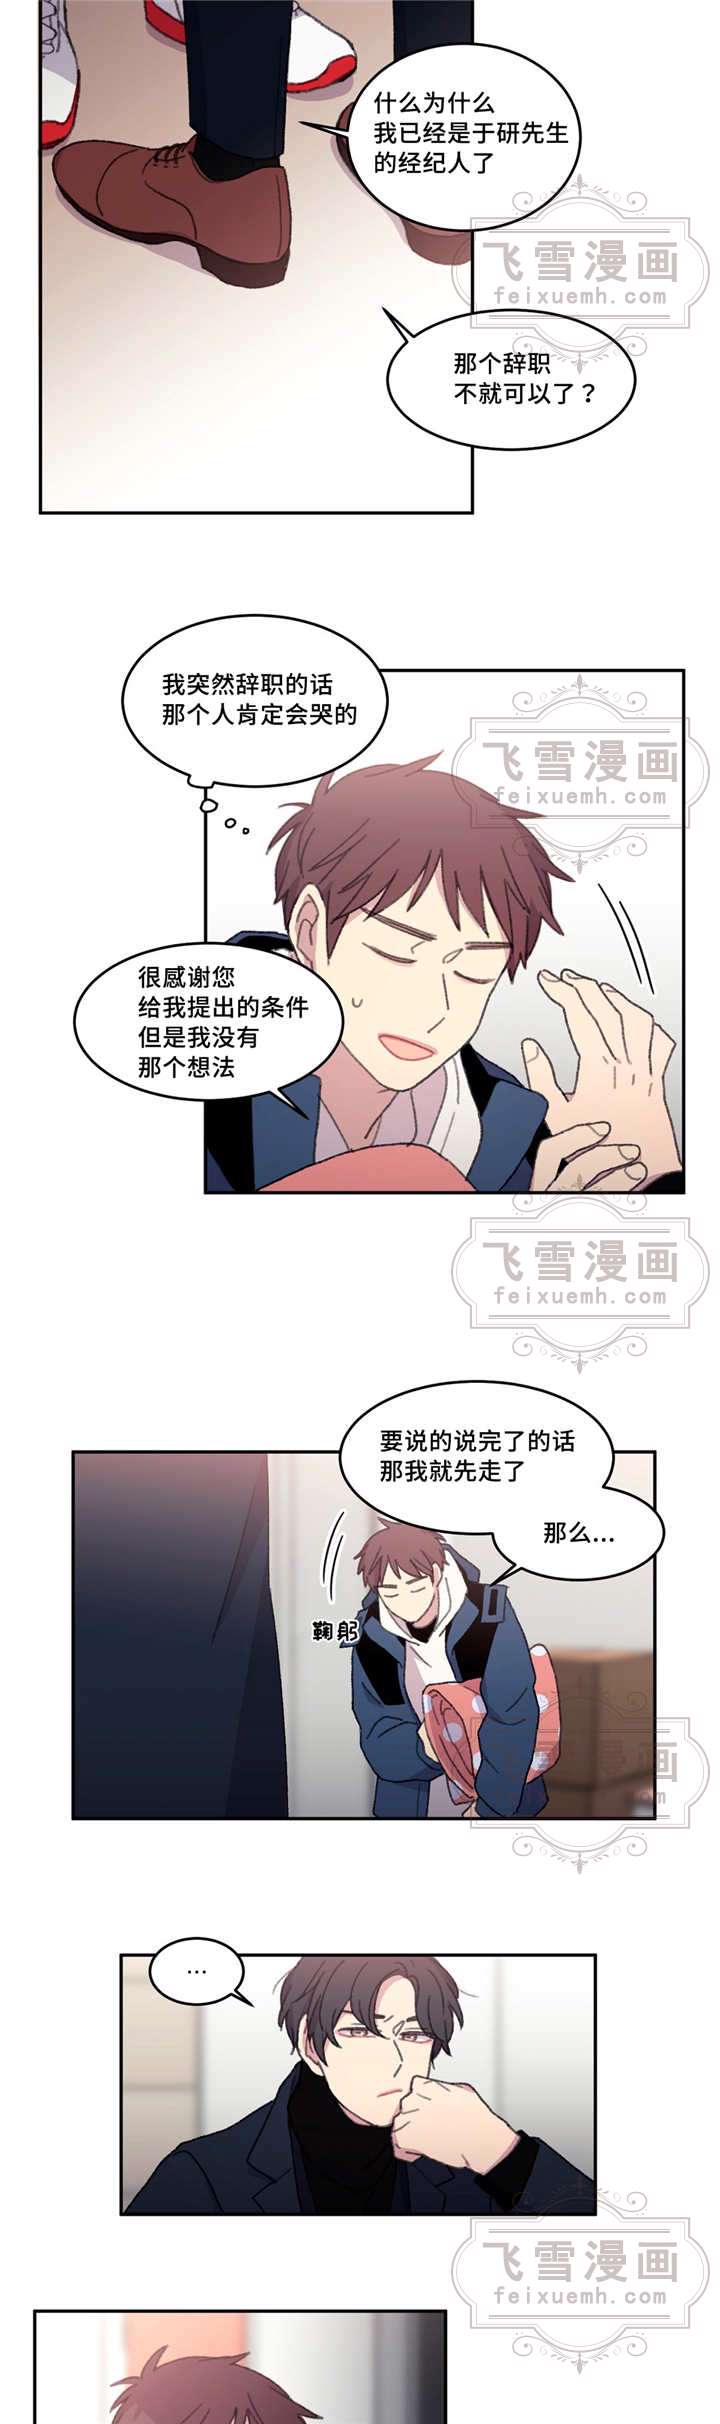 什么为什么
我已经是于研先生
的经纪人了
飞雪漫画
feixuemh.com
那个辞职
不就可以了？
我突然辞职的话
那个人肯定会哭的
飞雪漫画
feixuemh.com
很感谢您
给我提出的条件
但是我没有
那个想法
飞雪漫画
feixuemh.com
要说的说完了的话
那我就先走了
那么...
鞠躬
飞雪漫画
...
飞雪漫画
feixuemh.com